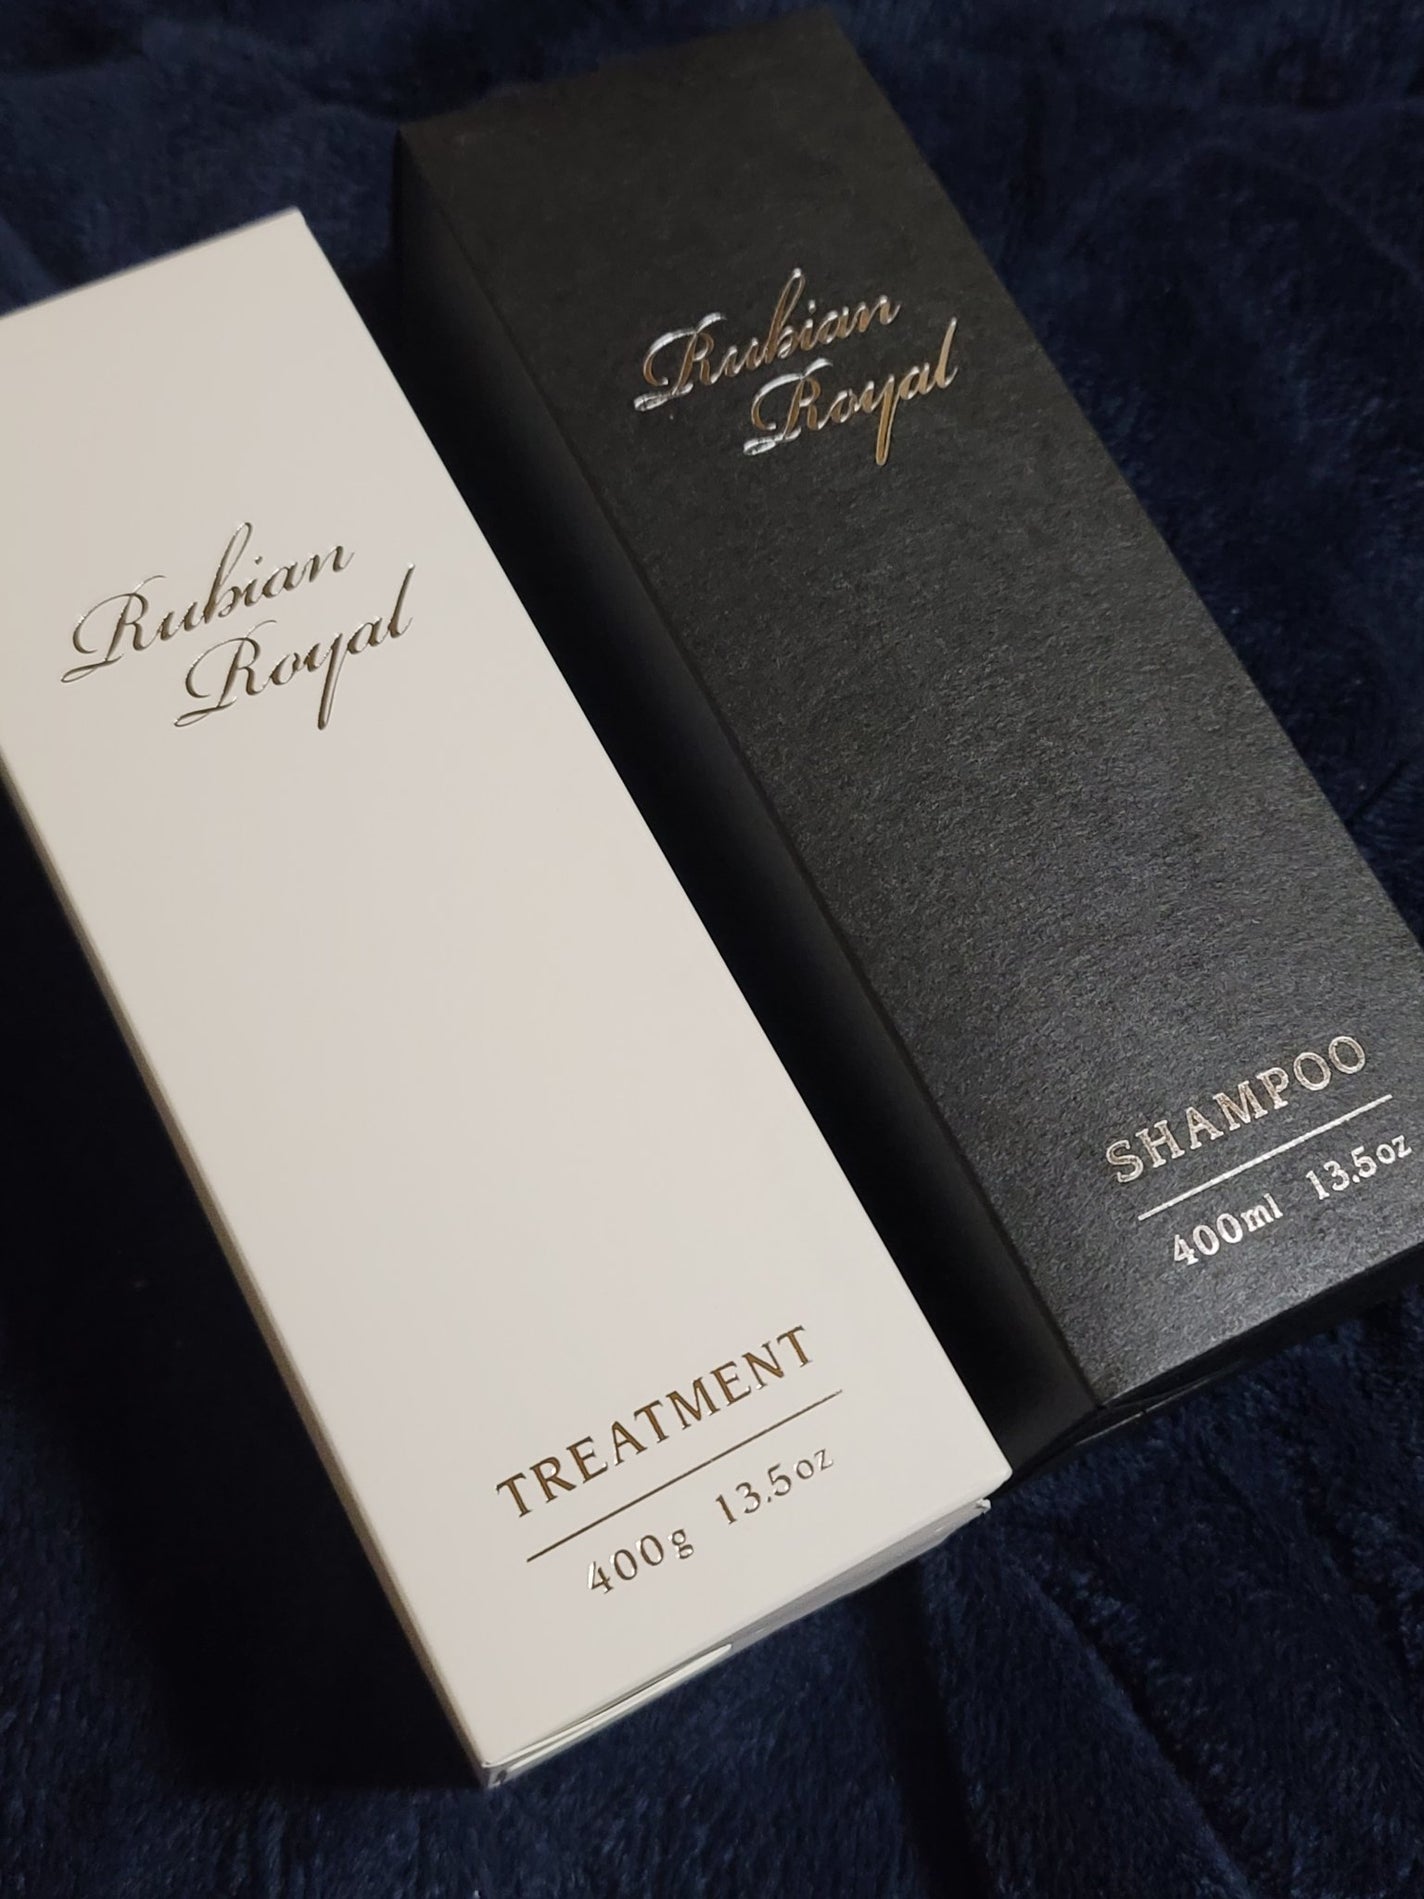 Rubian
Royal
TREATMENT
400g 13.5oz
Rubian
Royal
SHAMPOO
400ml 13.5oz